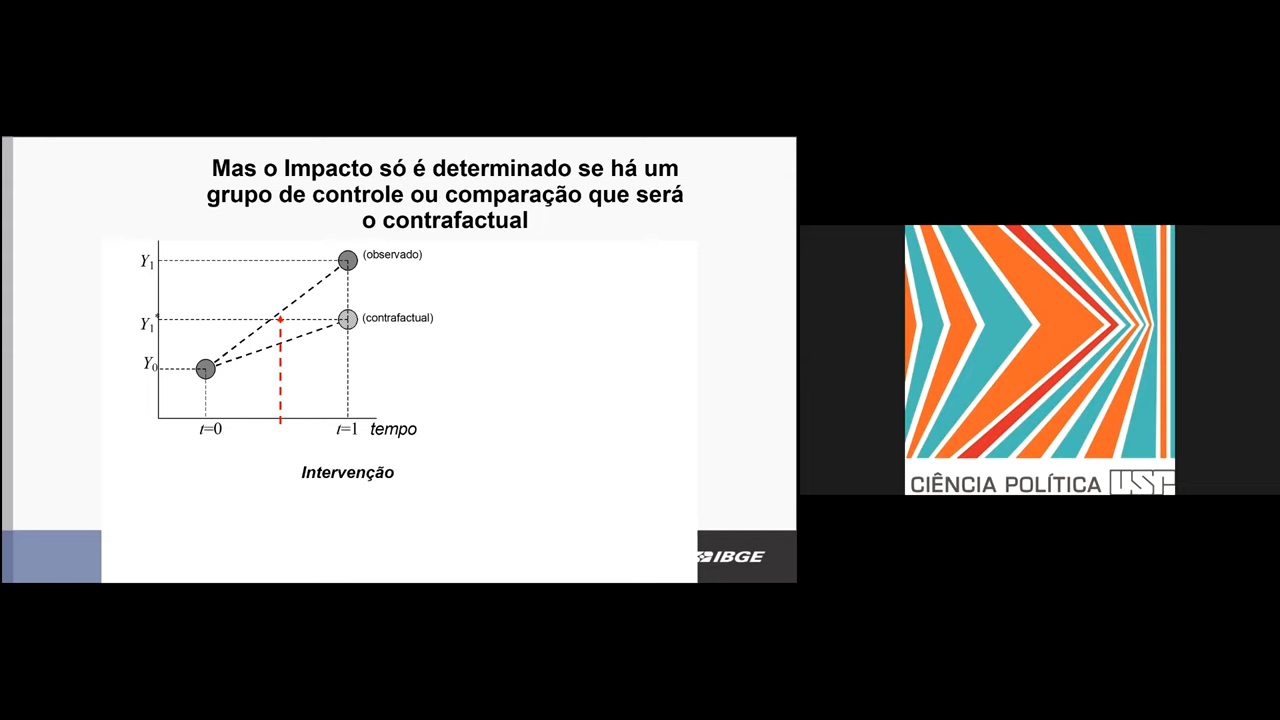 Mas o Impacto só é determinado se há um
grupo de controle ou comparação que será
o contrafactual
Y1
(observado)
Y1*
(contrafactual)
Y0
t=0
t=1
tempo
Intervenção
IBGE
CIÊNCIA POLÍTICA USP